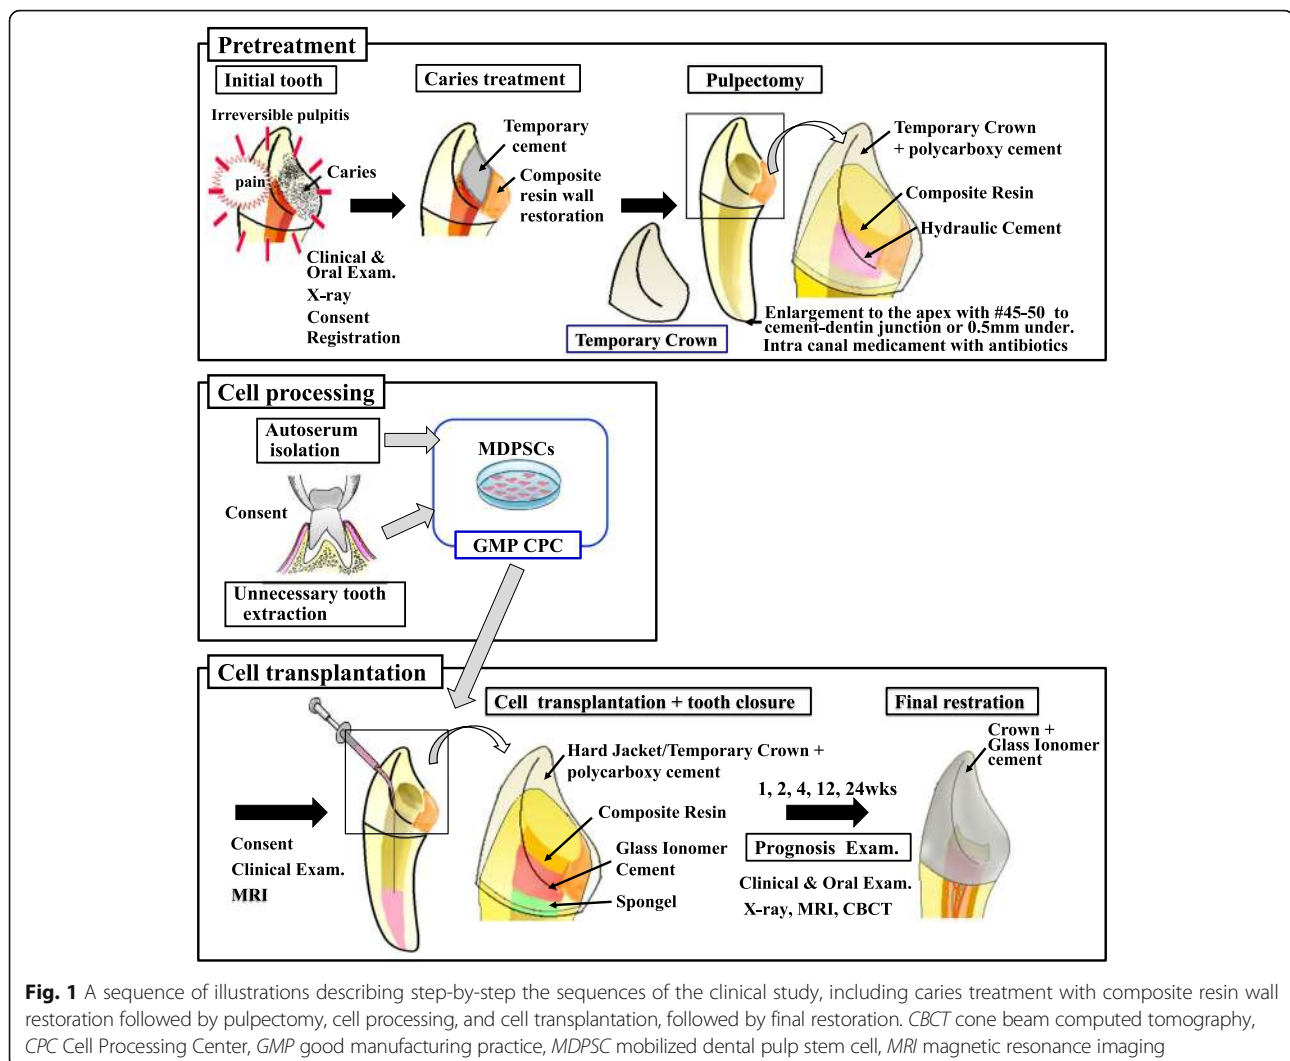 Pretreatment
Initial tooth
Caries treatment
Pulpectomy
Irreversible pulpitis
pain
Caries
Clinical &
Oral Exam.
X-ray
Consent
Registration
Temporary
cement
Composite
resin wall
restoration
Temporary Crown
Temporary Crown
+ polycarboxy cement
Composite Resin
Hydraulic Cement
Enlargement to the apex with #45-50 to
cement-dentin junction or 0.5mm under.
Intra canal medicament with antibiotics
Cell processing
Autoserum
isolation
Consent
Unnecessary tooth
extraction
MDPSCs
GMP CPC
Cell transplantation
Consent
Clinical Exam.
MRI
Cell transplantation + tooth closure
Hard Jacket/Temporary Crown +
polycarboxy cement
Composite Resin
Glass Ionomer
Cement
Spongel
1, 2, 4, 12, 24wks
Prognosis Exam.
Clinical & Oral Exam.
X-ray, MRI, CBCT
Final restration
Crown +
Glass Ionomer
cement
Fig. 1 A sequence of illustrations describing step-by-step the sequences of the clinical study, including caries treatment with composite resin wall
restoration followed by pulpectomy, cell processing, and cell transplantation, followed by final restoration. CBCT cone beam computed tomography,
CPC Cell Processing Center, GMP good manufacturing practice, MDPSC mobilized dental pulp stem cell, MRI magnetic resonance imaging